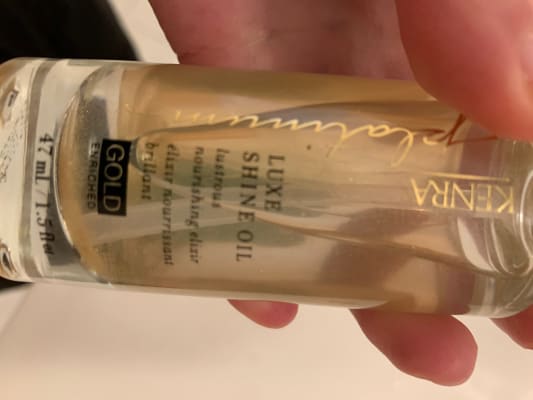 KENRA
platinum
LUXE
SHINE OIL
lustrous
nourishing elixir
élixir nourrissant
brillant
GOLD
ENRICHED
47 ml / 1.5 fl oz